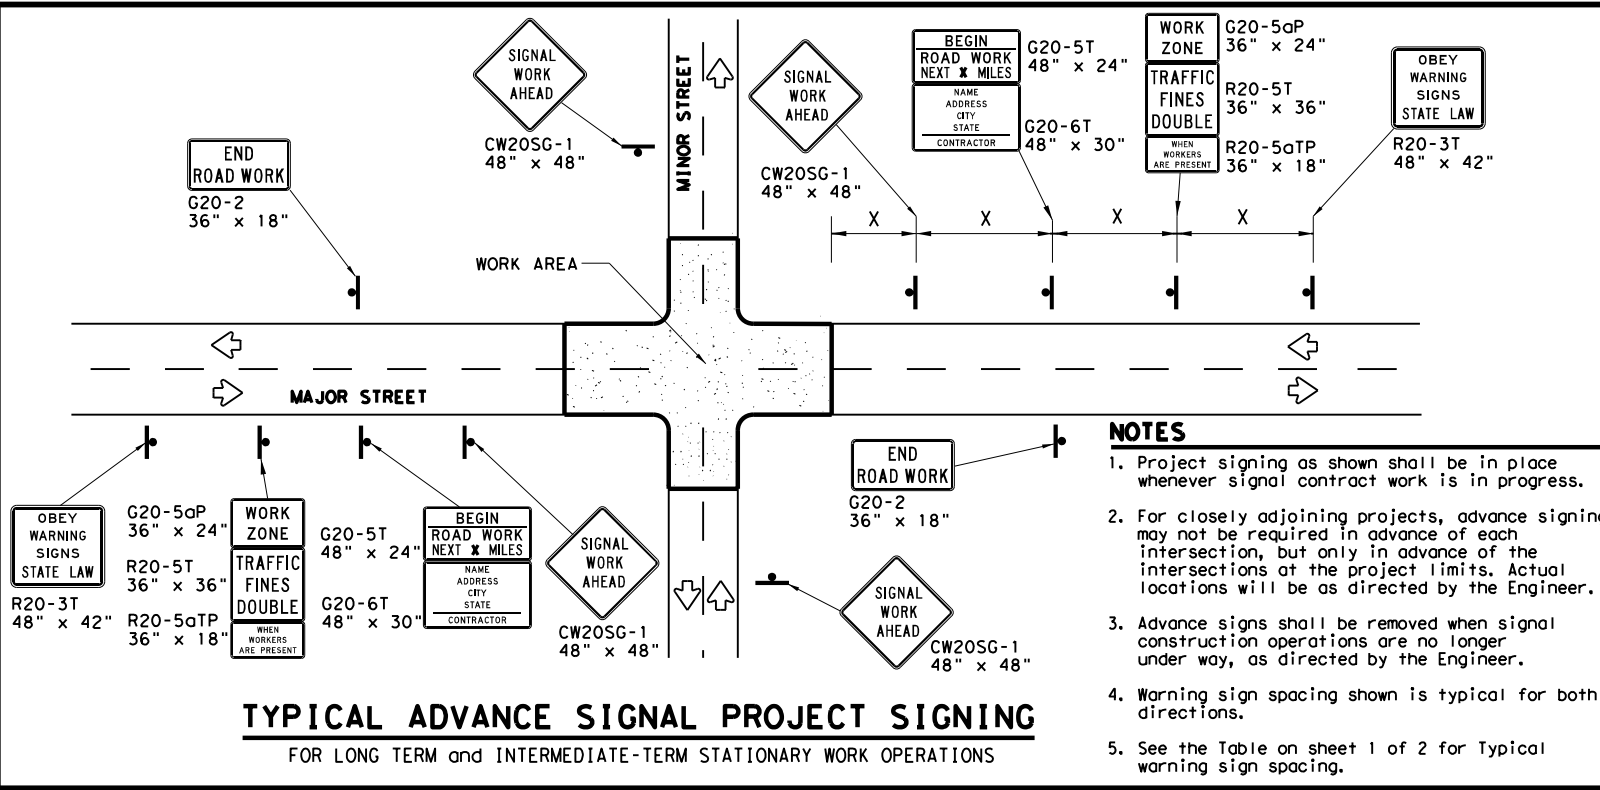 SIGNAL
WORK
AHEAD
CW20SG-1
48" x 48"
END
ROAD WORK
G20-2
36" x 18"
MINOR STREET
SIGNAL
WORK
AHEAD
CW20SG-1
48" x 48"
BEGIN
ROAD WORK
NEXT X MILES
G20-5T
48" x 24"
NAME
ADDRESS
CITY
STATE
CONTRACTOR
G20-6T
48" x 30"
WORK
ZONE
G20-5aP
36" x 24"
TRAFFIC
FINES
DOUBLE
R20-5T
36" x 36"
WHEN
WORKERS
ARE PRESENT
R20-5aTP
36" x 18"
OBEY
WARNING
SIGNS
STATE LAW
R20-3T
48" x 42"
X
X
X
X
WORK AREA
MAJOR STREET
OBEY
WARNING
SIGNS
STATE LAW
R20-3T
48" x 42"
G20-5aP
36" x 24"
R20-5T
36" x 36"
R20-5aTP
36" x 18"
WORK
ZONE
TRAFFIC
FINES
DOUBLE
WHEN
WORKERS
ARE PRESENT
G20-5T
48" x 24"
G20-6T
48" x 30"
BEGIN
ROAD WORK
NEXT X MILES
NAME
ADDRESS
CITY
STATE
CONTRACTOR
SIGNAL
WORK
AHEAD
CW20SG-1
48" x 48"
END
ROAD WORK
G20-2
36" x 18"
SIGNAL
WORK
AHEAD
CW20SG-1
48" x 48"
NOTES
1. Project signing as shown shall be in place
whenever signal contract work is in progress.
2. For closely adjoining projects, advance signing
may not be required in advance of each
intersection, but only in advance of the
intersections at the project limits. Actual
locations will be as directed by the Engineer.
3. Advance signs shall be removed when signal
construction operations are no longer
under way, as directed by the Engineer.
4. Warning sign spacing shown is typical for both
directions.
5. See the Table on sheet 1 of 2 for Typical
warning sign spacing.
TYPICAL ADVANCE SIGNAL PROJECT SIGNING
FOR LONG TERM and INTERMEDIATE-TERM STATIONARY WORK OPERATIONS